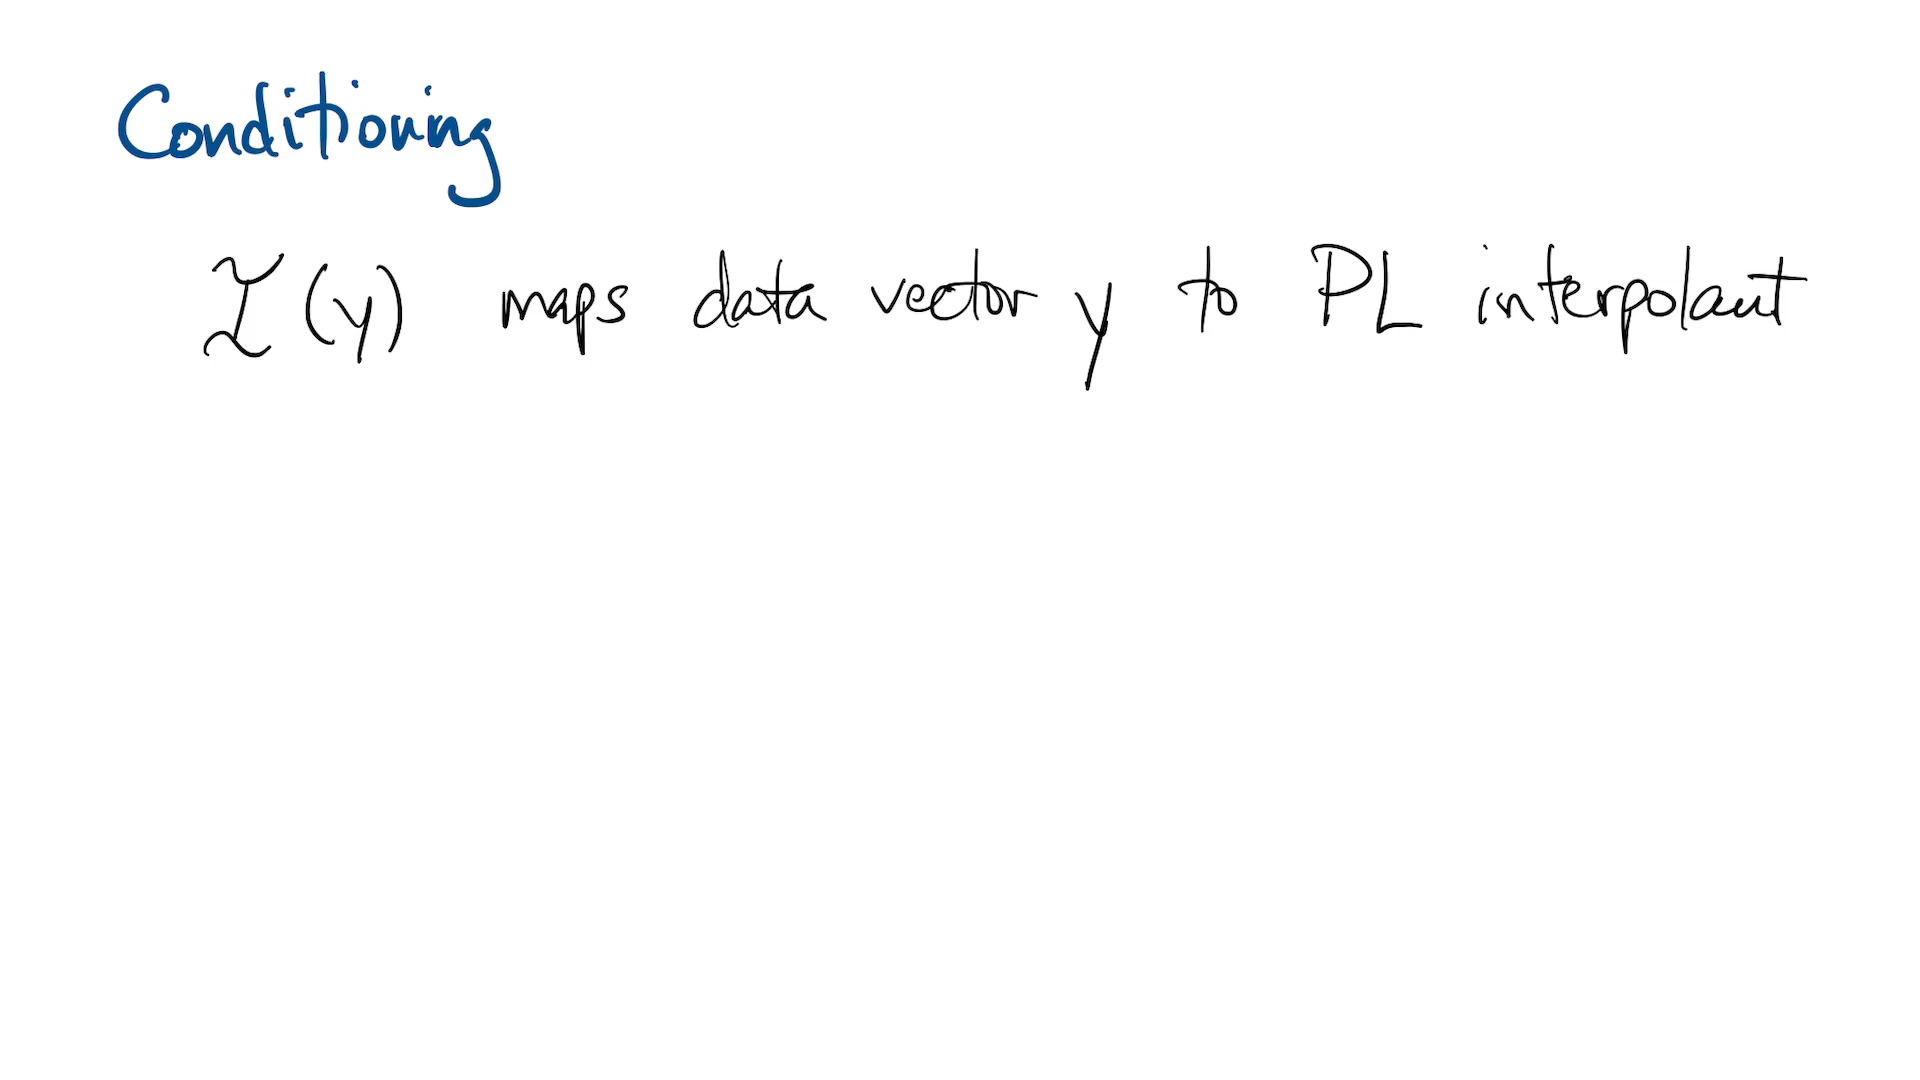 Conditioning
ℐ(y) maps data vector y to PL interpolant